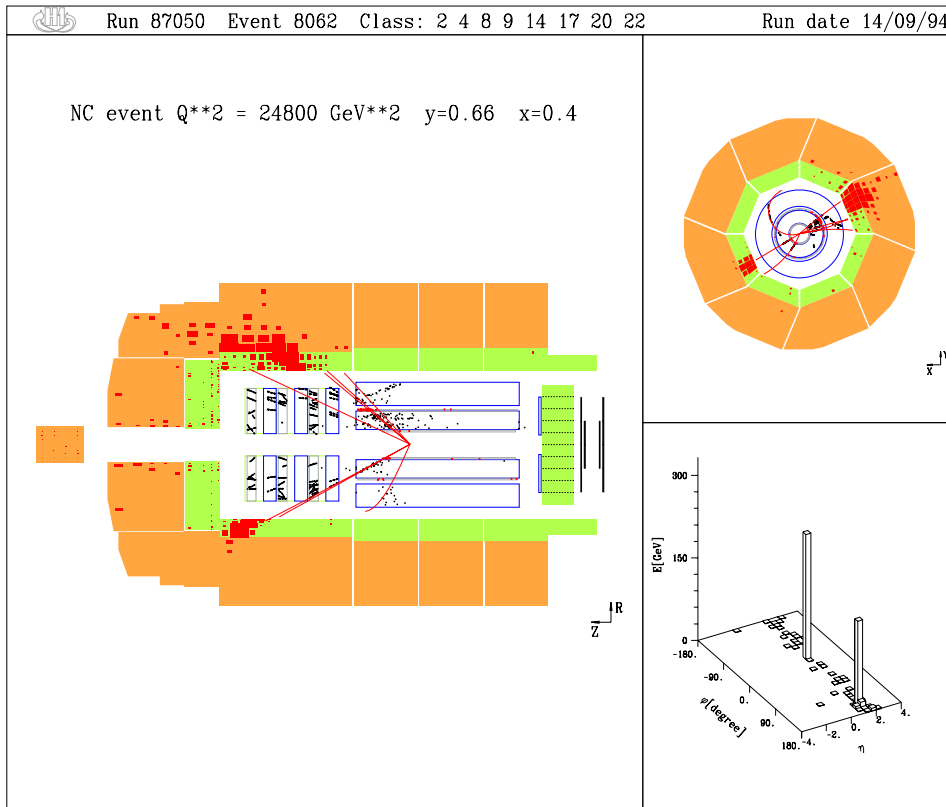 H1 Run 87050 Event 8062 Class: 2 4 8 9 14 17 20 22 Run date 14/09/94
NC event Q**2 = 24800 GeV**2 y=0.66 x=0.4
R
Z
Y
X
E[GeV]
300
150
0
-180.
-90.
0.
90.
180.
φ[degree]
-4.
-2.
0.
2.
4.
η